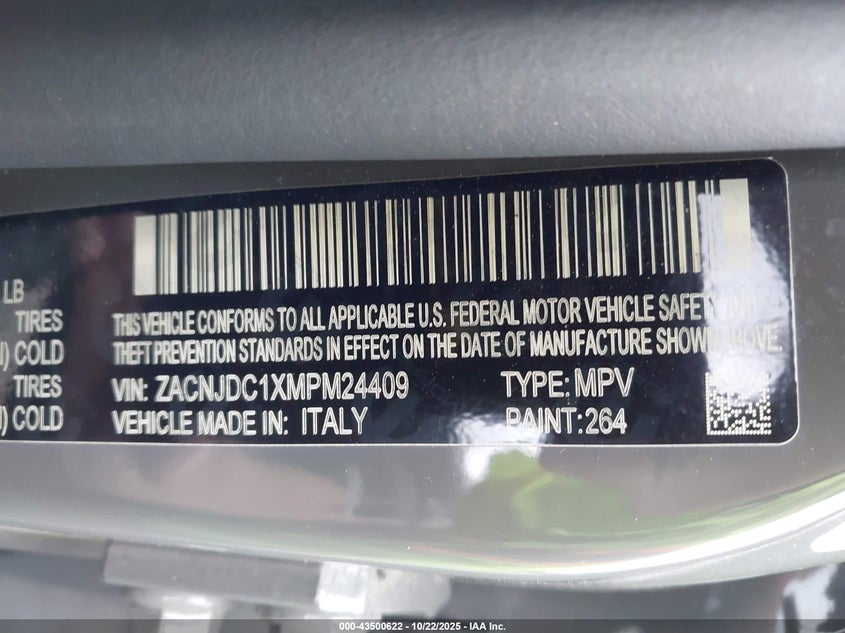 LB
TIRES
THIS VEHICLE CONFORMS TO ALL APPLICABLE U.S. FEDERAL MOTOR VEHICLE SAFETY AND
) COLD
THEFT PREVENTION STANDARDS IN EFFECT ON THE DATE OF MANUFACTURE SHOWN ABOVE.
TIRES
VIN: ZACNJDC1XMPM24409 TYPE: MPV
) COLD
VEHICLE MADE IN: ITALY PAINT: 264
000-43500622 - 10/22/2025 - IAA Inc.